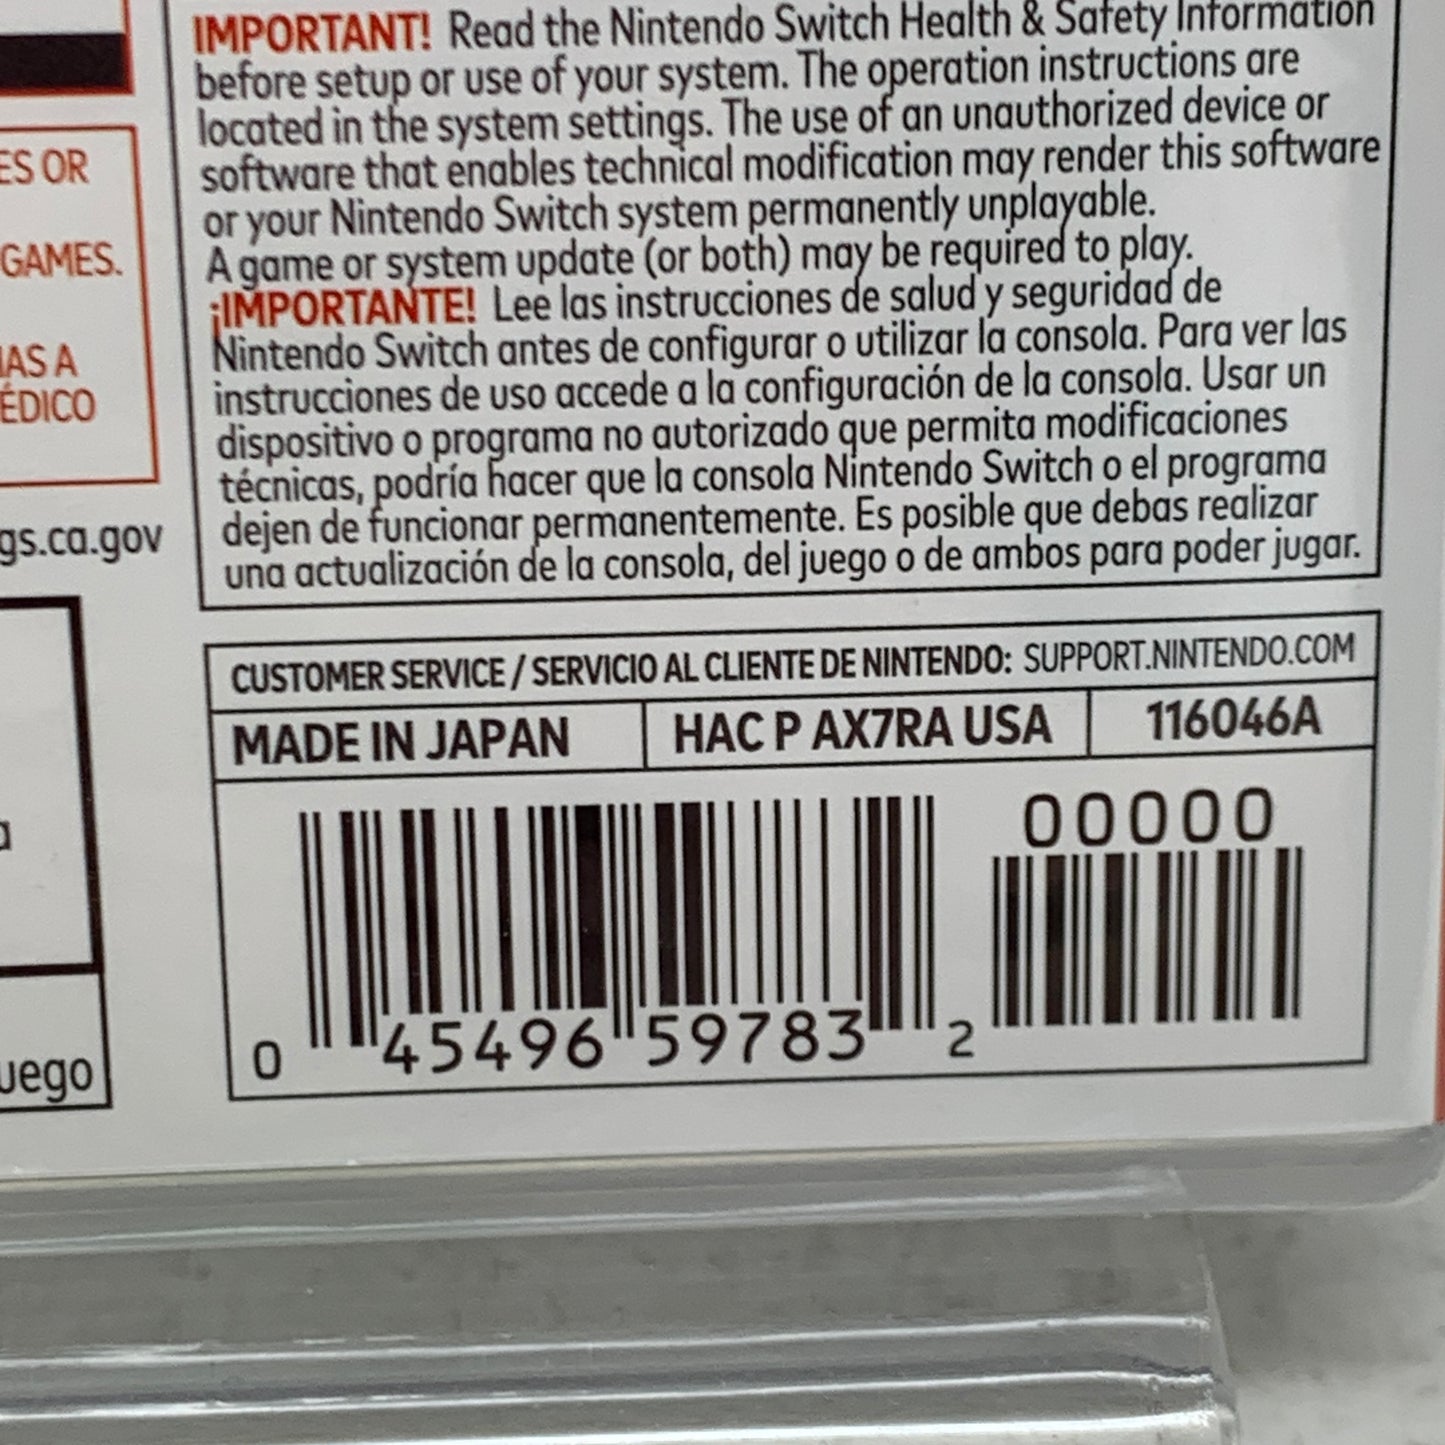 IMPORTANT! Read the Nintendo Switch Health & Safety Information
before setup or use of your system. The operation instructions are
located in the system settings. The use of an unauthorized device or
software that enables technical modification may render this software
or your Nintendo Switch system permanently unplayable.
A game or system update (or both) may be required to play.
¡IMPORTANTE! Lee las instrucciones de salud y seguridad de
Nintendo Switch antes de configurar o utilizar la consola. Para ver las
instrucciones de uso accede a la configuración de la consola. Usar un
dispositivo o programa no autorizado que permita modificaciones
técnicas, podría hacer que la consola Nintendo Switch o el programa
dejen de funcionar permanentemente. Es posible que debas realizar
una actualización de la consola, del juego o de ambos para poder jugar.
ES OR
GAMES.
IAS A
ÉDICO
gs.ca.gov
a
uego
CUSTOMER SERVICE / SERVICIO AL CLIENTE DE NINTENDO: SUPPORT.NINTENDO.COM
MADE IN JAPAN HAC P AX7RA USA 116046A
00000
0 45496 59783 2